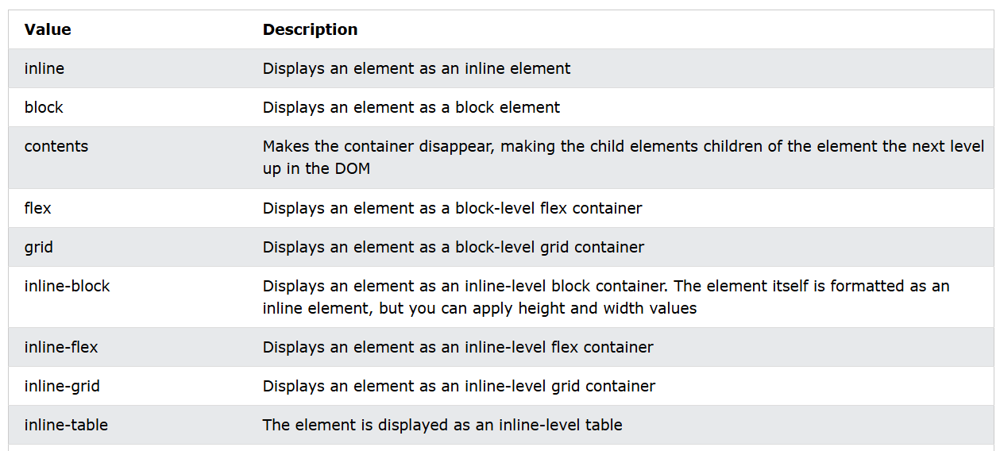 Value Description
inline Displays an element as an inline element
block Displays an element as a block element
contents Makes the container disappear, making the child elements children of the element the next level
up in the DOM
flex Displays an element as a block-level flex container
grid Displays an element as a block-level grid container
inline-block Displays an element as an inline-level block container. The element itself is formatted as an
inline element, but you can apply height and width values
inline-flex Displays an element as an inline-level flex container
inline-grid Displays an element as an inline-level grid container
inline-table The element is displayed as an inline-level table